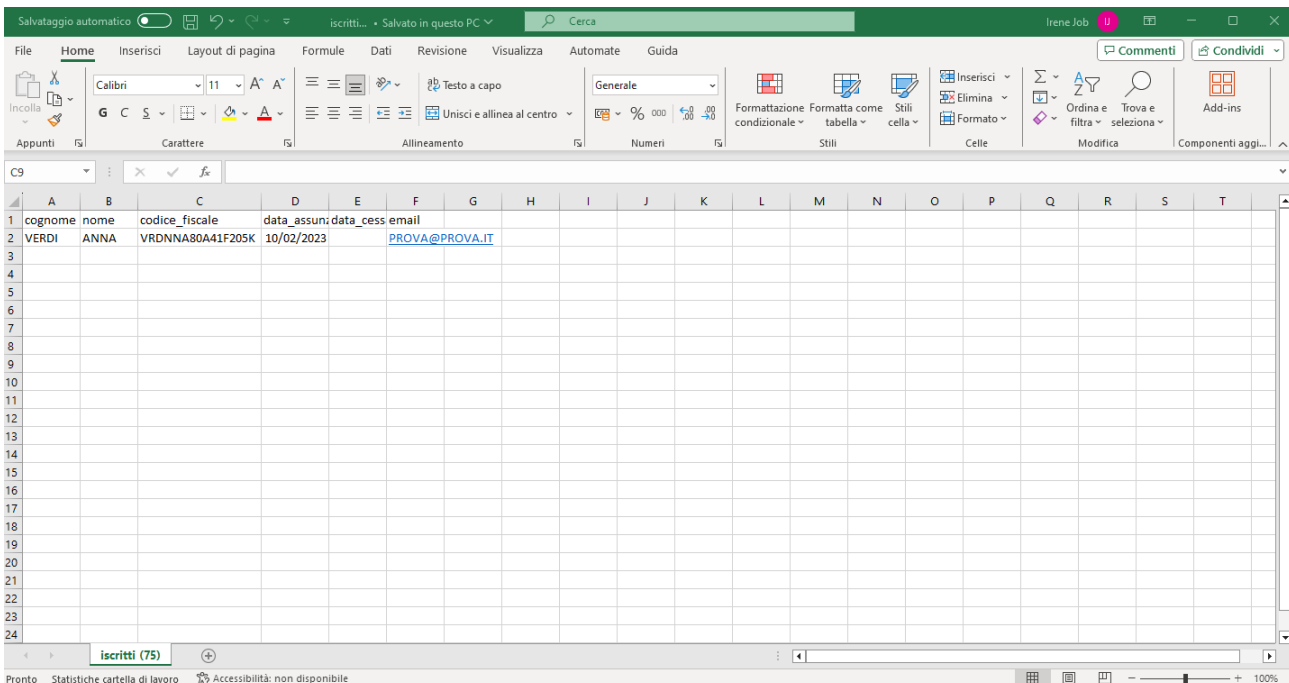 Salvataggio automatico iscritti... • Salvato in questo PC Cerca Irene Job IJ
File Home Inserisci Layout di pagina Formule Dati Revisione Visualizza Automate Guida Commenti Condividi
Incolla Calibri 11 A^ A˅ Testo a capo Generale Formattazione condizionale Formatta come tabella Stili cella Inserisci Elimina Formato Ordina e filtra Trova e seleziona Add-ins
G C S A Unisci e allinea al centro % 000
Appunti Carattere Allineamento Numeri Stili Celle Modifica Componenti aggi...
C9 fx
A B C D E F G H I J K L M N O P Q R S T
1 cognome nome codice_fiscale data_assun: data_cess email
2 VERDI ANNA VRDNNA80A41F205K 10/02/2023 PROVA@PROVA.IT
3
4
5
6
7
8
9
10
11
12
13
14
15
16
17
18
19
20
21
22
23
24
iscritti (75)
Pronto Statistiche cartella di lavoro Accessibilità: non disponibile 100%